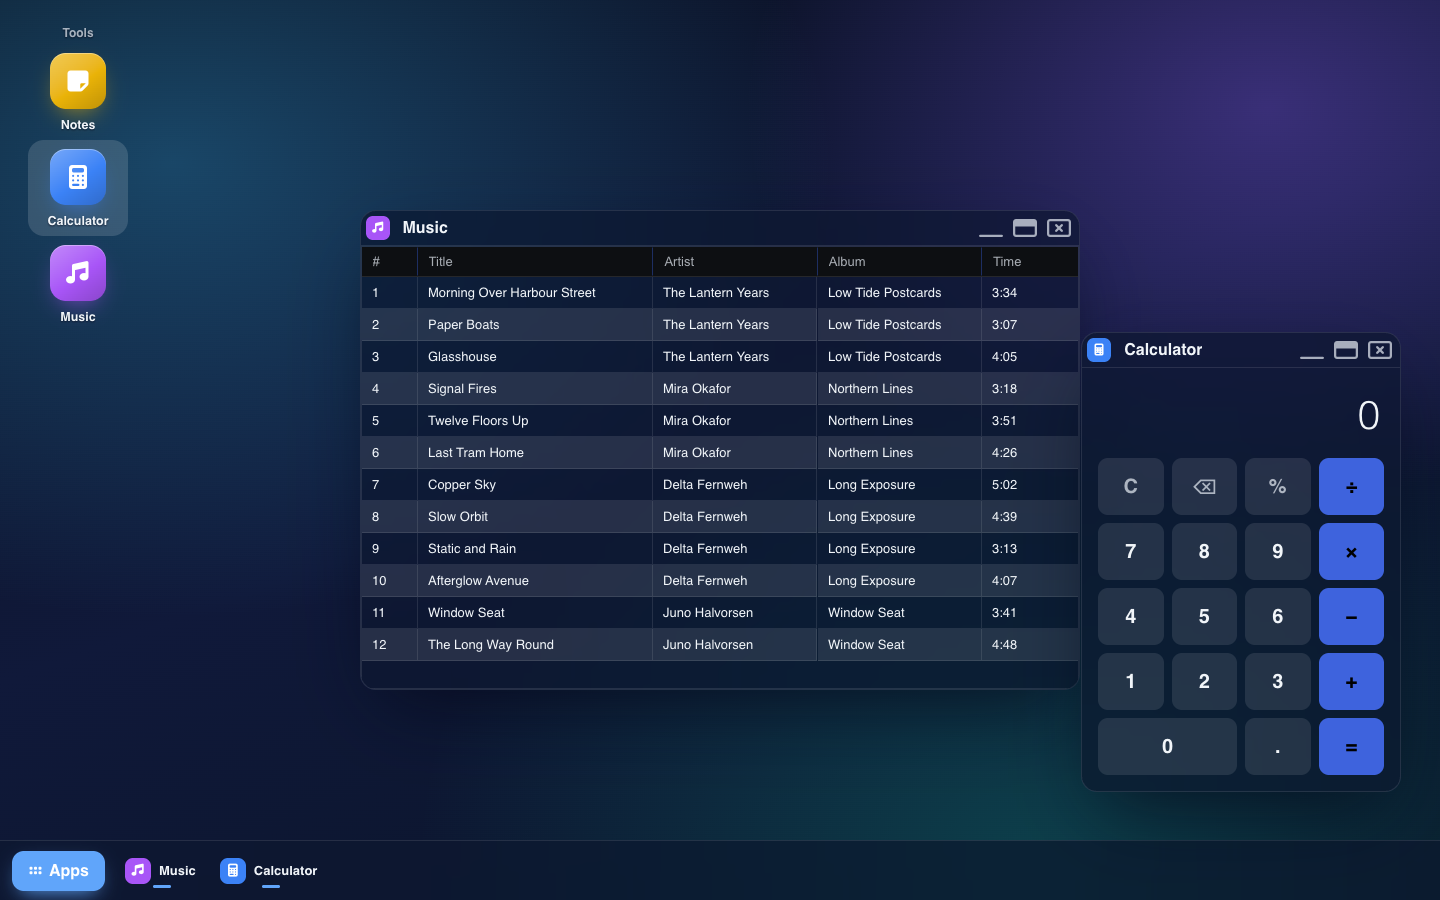 Tools
Notes
Calculator
Music
Music
# Title Artist Album Time
1 Morning Over Harbour Street The Lantern Years Low Tide Postcards 3:34
2 Paper Boats The Lantern Years Low Tide Postcards 3:07
3 Glasshouse The Lantern Years Low Tide Postcards 4:05
4 Signal Fires Mira Okafor Northern Lines 3:18
5 Twelve Floors Up Mira Okafor Northern Lines 3:51
6 Last Tram Home Mira Okafor Northern Lines 4:26
7 Copper Sky Delta Fernweh Long Exposure 5:02
8 Slow Orbit Delta Fernweh Long Exposure 4:39
9 Static and Rain Delta Fernweh Long Exposure 3:13
10 Afterglow Avenue Delta Fernweh Long Exposure 4:07
11 Window Seat Juno Halvorsen Window Seat 3:41
12 The Long Way Round Juno Halvorsen Window Seat 4:48
Calculator
0
C ⌫ % ÷
7 8 9 ×
4 5 6 −
1 2 3 +
0 . =
Apps Music Calculator